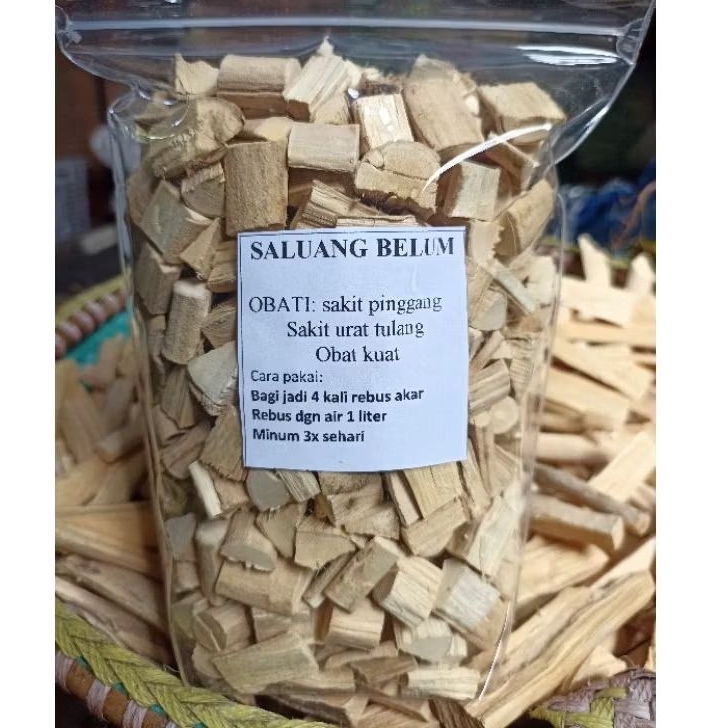 SALUANG BELUM
OBATI: sakit pinggang
Sakit urat tulang
Obat kuat
Cara pakai:
Bagi jadi 4 kali rebus akar
Rebus dgn air 1 liter
Minum 3x sehari